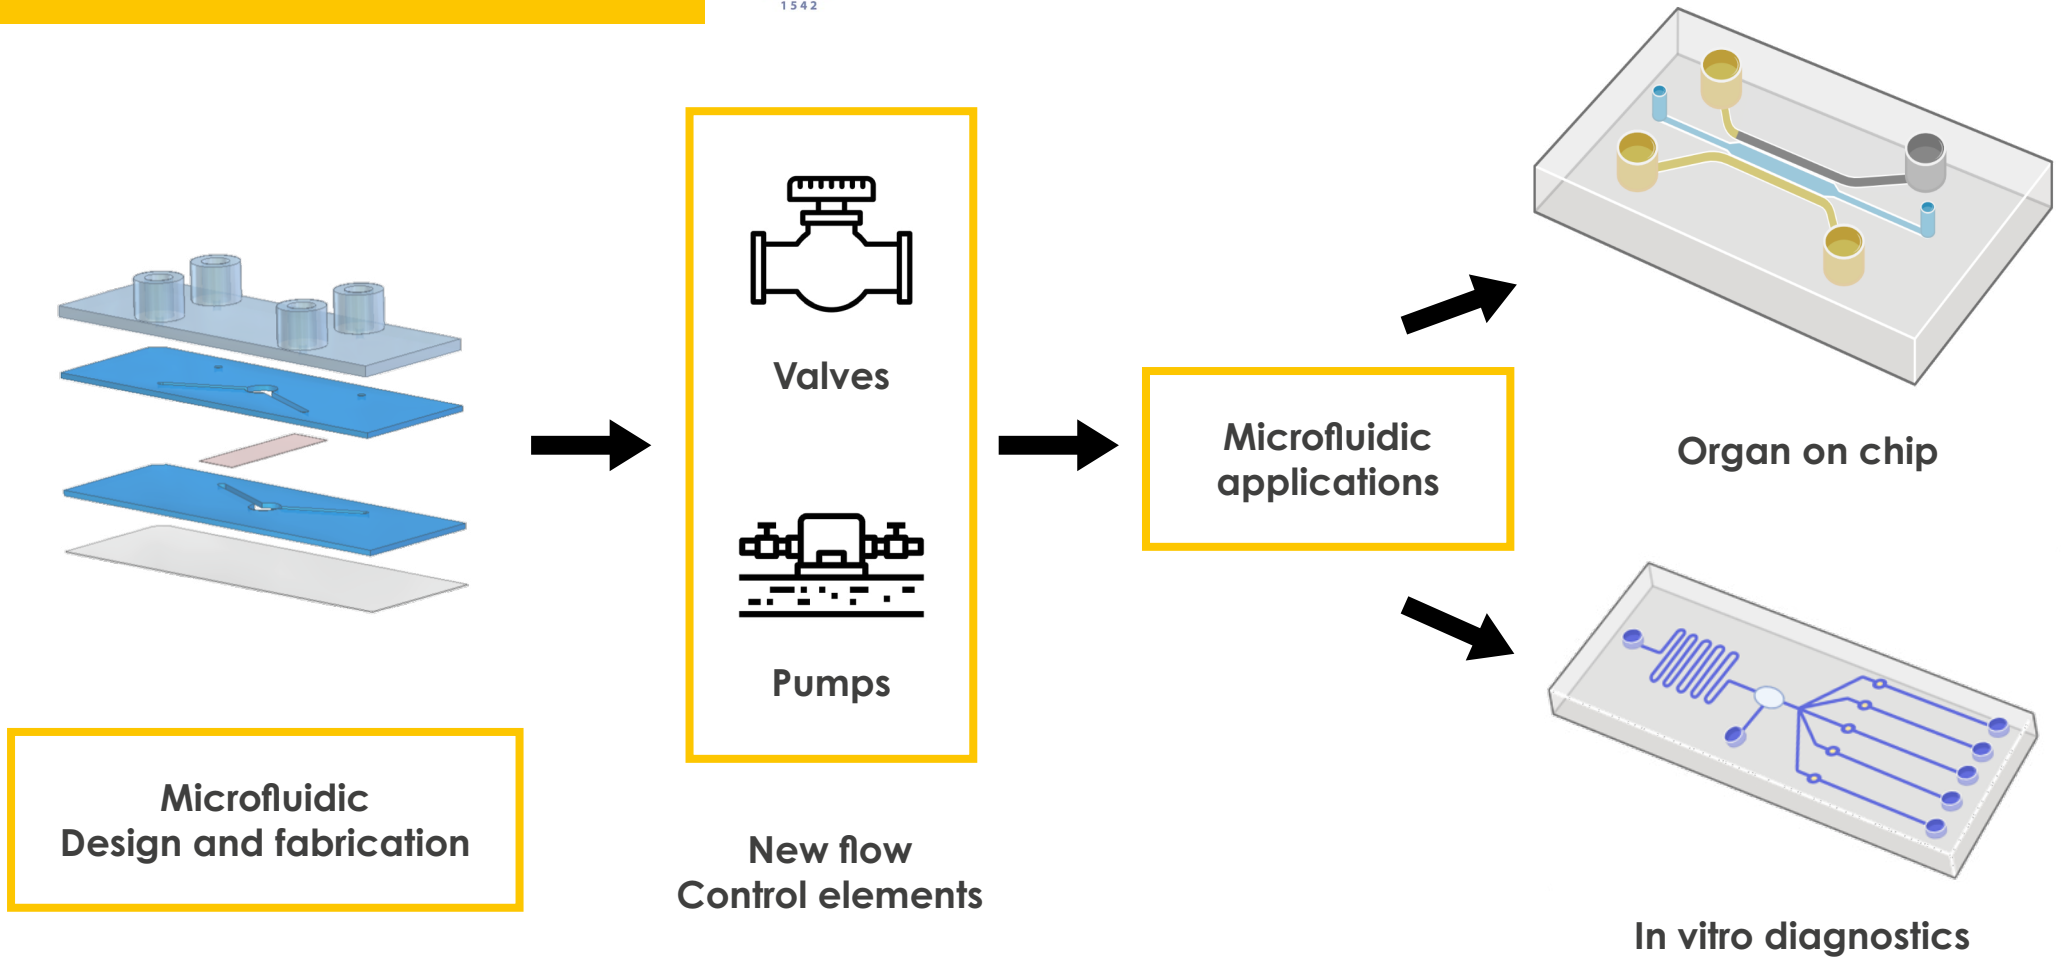 1542
Valves
Pumps
Microfluidic
applications
Organ on chip
Microfluidic
Design and fabrication
New flow
Control elements
In vitro diagnostics